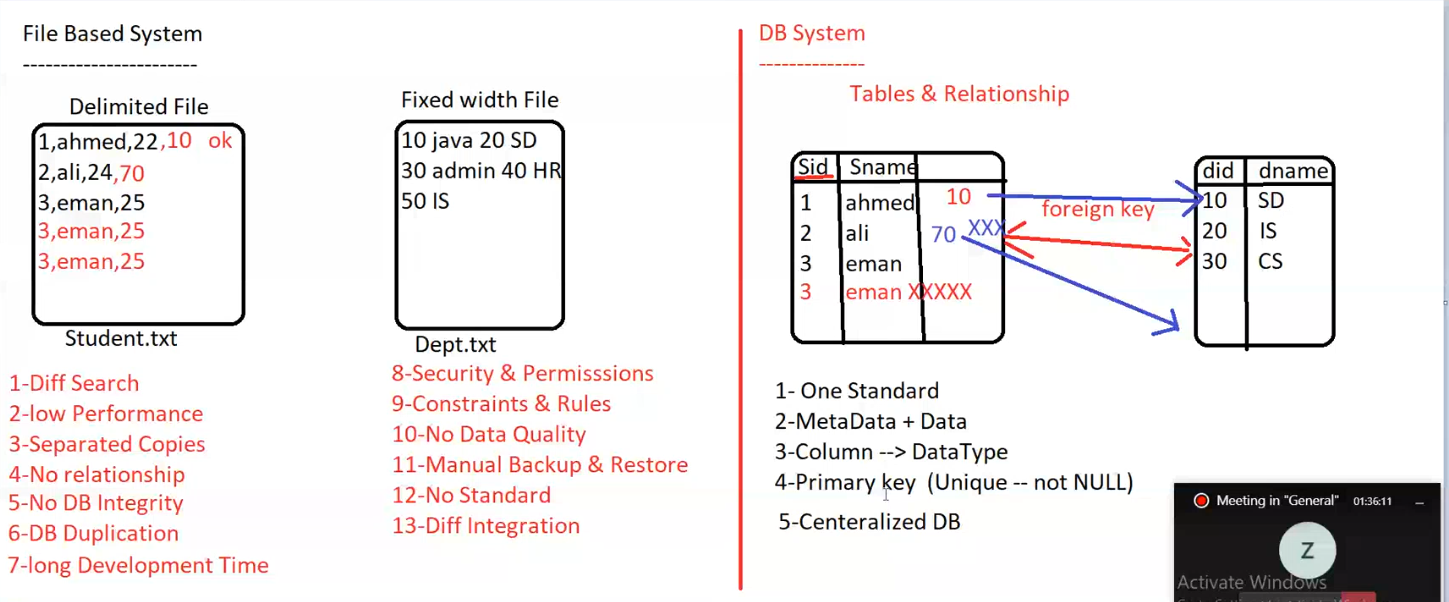 File Based System
-----------------------
Delimited File
1,ahmed,22,10 ok
2,ali,24,70
3,eman,25
3,eman,25
3,eman,25
Student.txt
1-Diff Search
2-low Performance
3-Separated Copies
4-No relationship
5-No DB Integrity
6-DB Duplication
7-long Development Time
Fixed width File
10 java 20 SD
30 admin 40 HR
50 IS
Dept.txt
8-Security & Permisssions
9-Constraints & Rules
10-No Data Quality
11-Manual Backup & Restore
12-No Standard
13-Diff Integration
DB System
--------------
Tables & Relationship
Sid Sname
1 ahmed 10
2 ali 70 XXX
3 eman
3 eman XXXXX
foreign key
did dname
10 SD
20 IS
30 CS
1- One Standard
2-MetaData + Data
3-Column --> DataType
4-Primary key (Unique -- not NULL)
5-Centeralized DB
Meeting in "General" 01:36:11
Z
Activate Windows